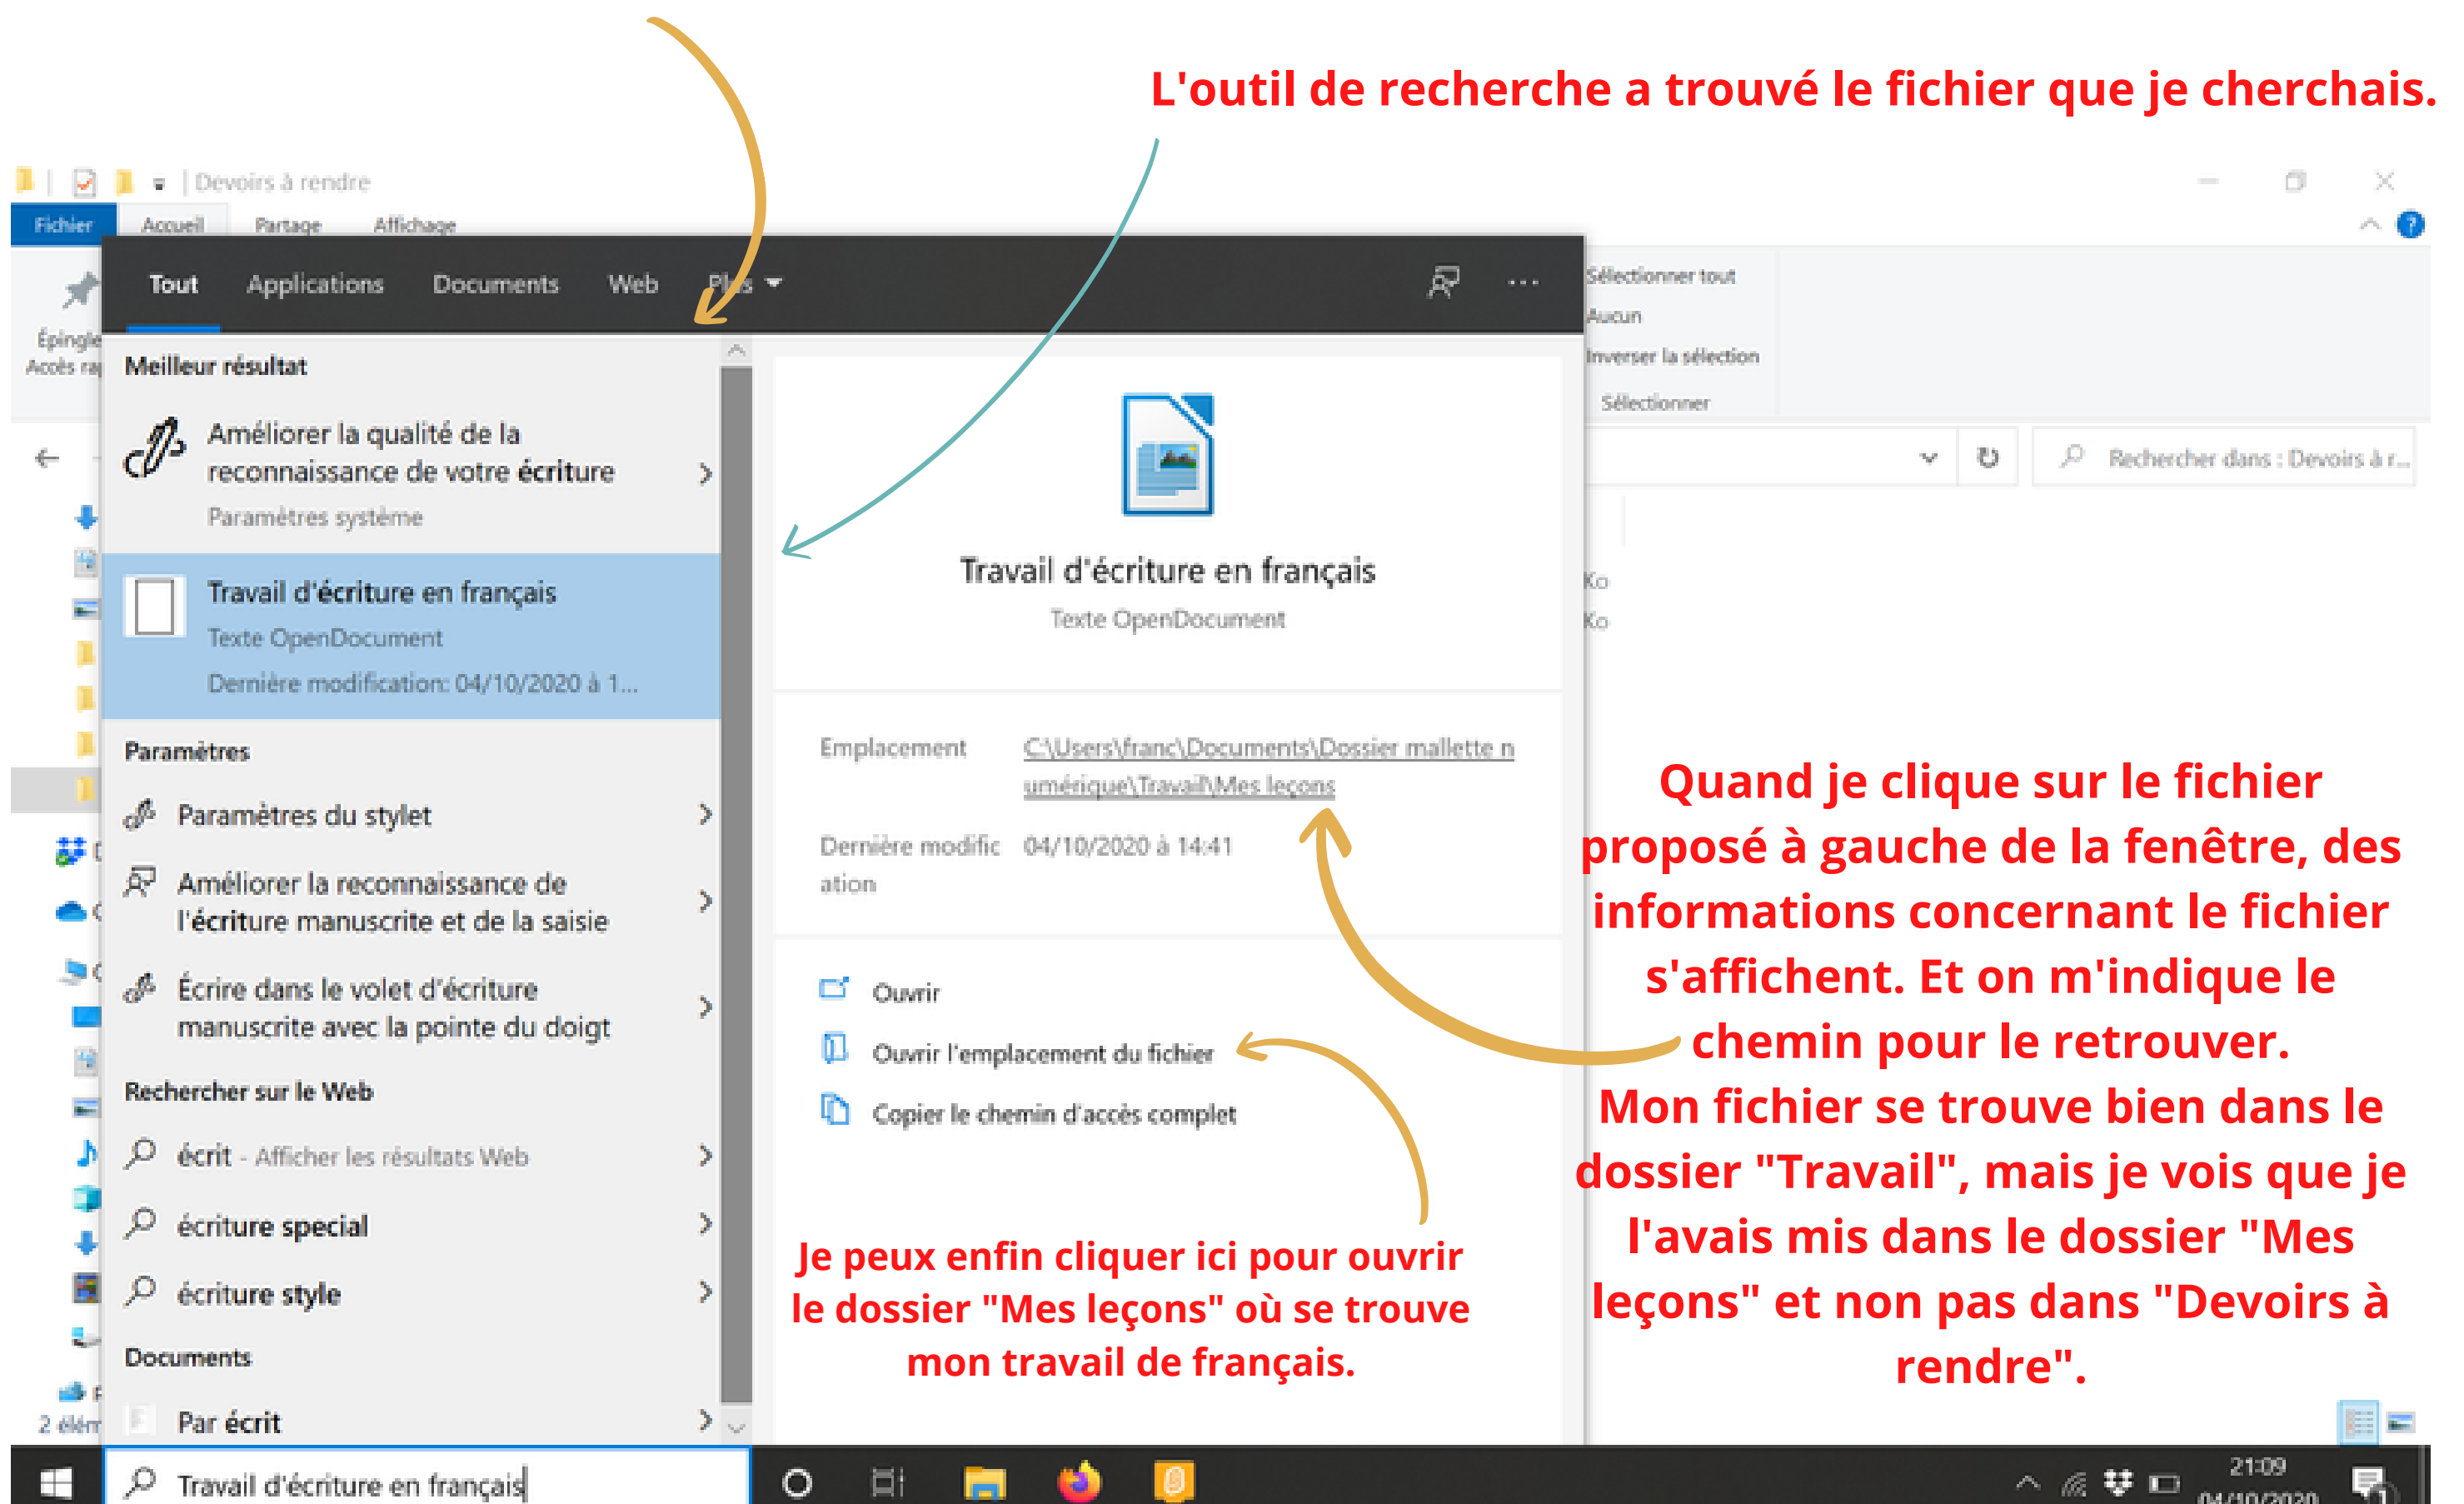 L'outil de recherche a trouvé le fichier que je cherchais.
Devoirs à rendre
Fichier Accueil Partage Affichage
Tout Applications Documents Web Plus
Sélectionner tout
Aucun
Inverser la sélection
Sélectionner
Épingle
Accès ra
Rechercher dans : Devoirs à r...
Meilleur résultat
Améliorer la qualité de la
reconnaissance de votre écriture
Paramètres système
Travail d'écriture en français
Texte OpenDocument
Dernière modification: 04/10/2020 à 1...
Paramètres
Paramètres du stylet
Améliorer la reconnaissance de
l'écriture manuscrite et de la saisie
Écrire dans le volet d'écriture
manuscrite avec la pointe du doigt
Rechercher sur le Web
écrit - Afficher les résultats Web
écriture special
écriture style
Documents
Par écrit
2 élém
Travail d'écriture en français
Travail d'écriture en français
Texte OpenDocument
Ko
Ko
Emplacement C:\Users\franc\Documents\Dossier mallette n
umérique\Travail\Mes leçons
Dernière modific 04/10/2020 à 14:41
ation
Ouvrir
Ouvrir l'emplacement du fichier
Copier le chemin d'accès complet
Je peux enfin cliquer ici pour ouvrir
le dossier "Mes leçons" où se trouve
mon travail de français.
Quand je clique sur le fichier
proposé à gauche de la fenêtre, des
informations concernant le fichier
s'affichent. Et on m'indique le
chemin pour le retrouver.
Mon fichier se trouve bien dans le
dossier "Travail", mais je vois que je
l'avais mis dans le dossier "Mes
leçons" et non pas dans "Devoirs à
rendre".
21:09
04/10/2020